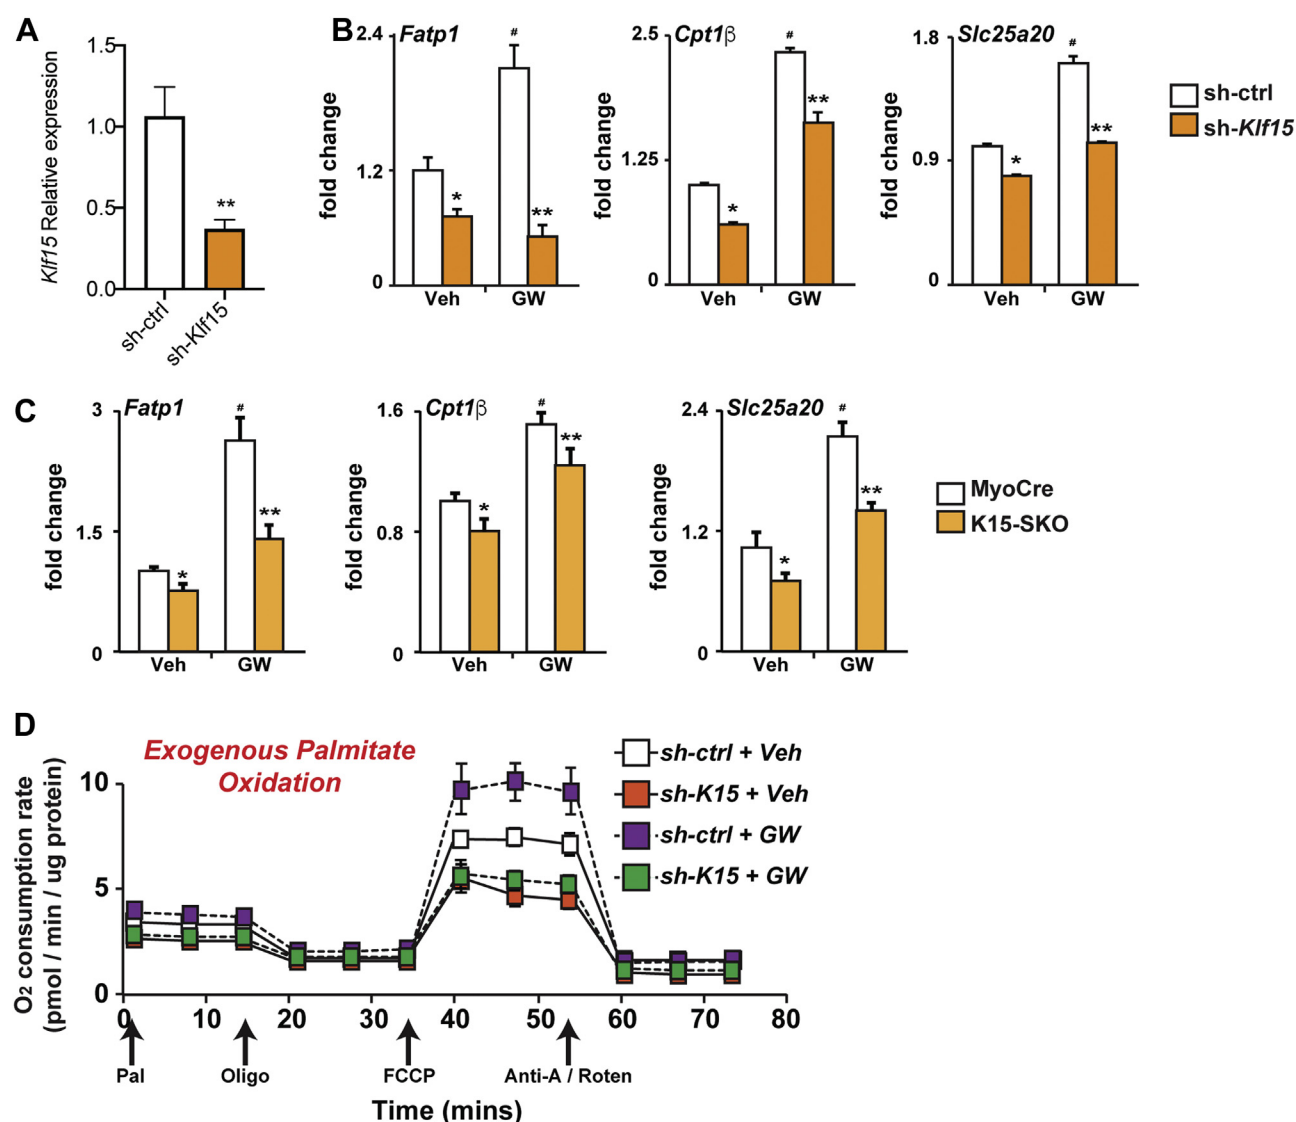 A
Klf15 Relative expression
1.5
1.0
0.5
0.0
**
sh-ctrl
sh-Klf15
B
Fatp1
fold change
2.4
1.2
0
#
*
**
Veh
GW
Cpt1β
fold change
2.5
1.25
0
#
*
**
Veh
GW
Slc25a20
fold change
1.8
0.9
0
#
*
**
Veh
GW
sh-ctrl
sh-Klf15
C
Fatp1
fold change
3
1.5
0
#
*
**
Veh
GW
Cpt1β
fold change
1.6
0.8
0
#
*
**
Veh
GW
Slc25a20
fold change
2.4
1.2
0
#
*
**
Veh
GW
MyoCre
K15-SKO
D
Exogenous Palmitate
Oxidation
O2 consumption rate
(pmol / min / ug protein)
10
5
0
0 10 20 30 40 50 60 70 80
Pal
Oligo
FCCP
Anti-A / Roten
Time (mins)
sh-ctrl + Veh
sh-K15 + Veh
sh-ctrl + GW
sh-K15 + GW